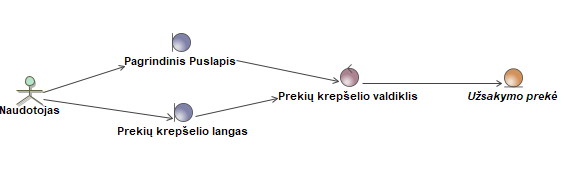 Pagrindinis Puslapis
Naudotojas
Prekių krepšelio valdiklis
Užsakymo prekė
Prekių krepšelio langas